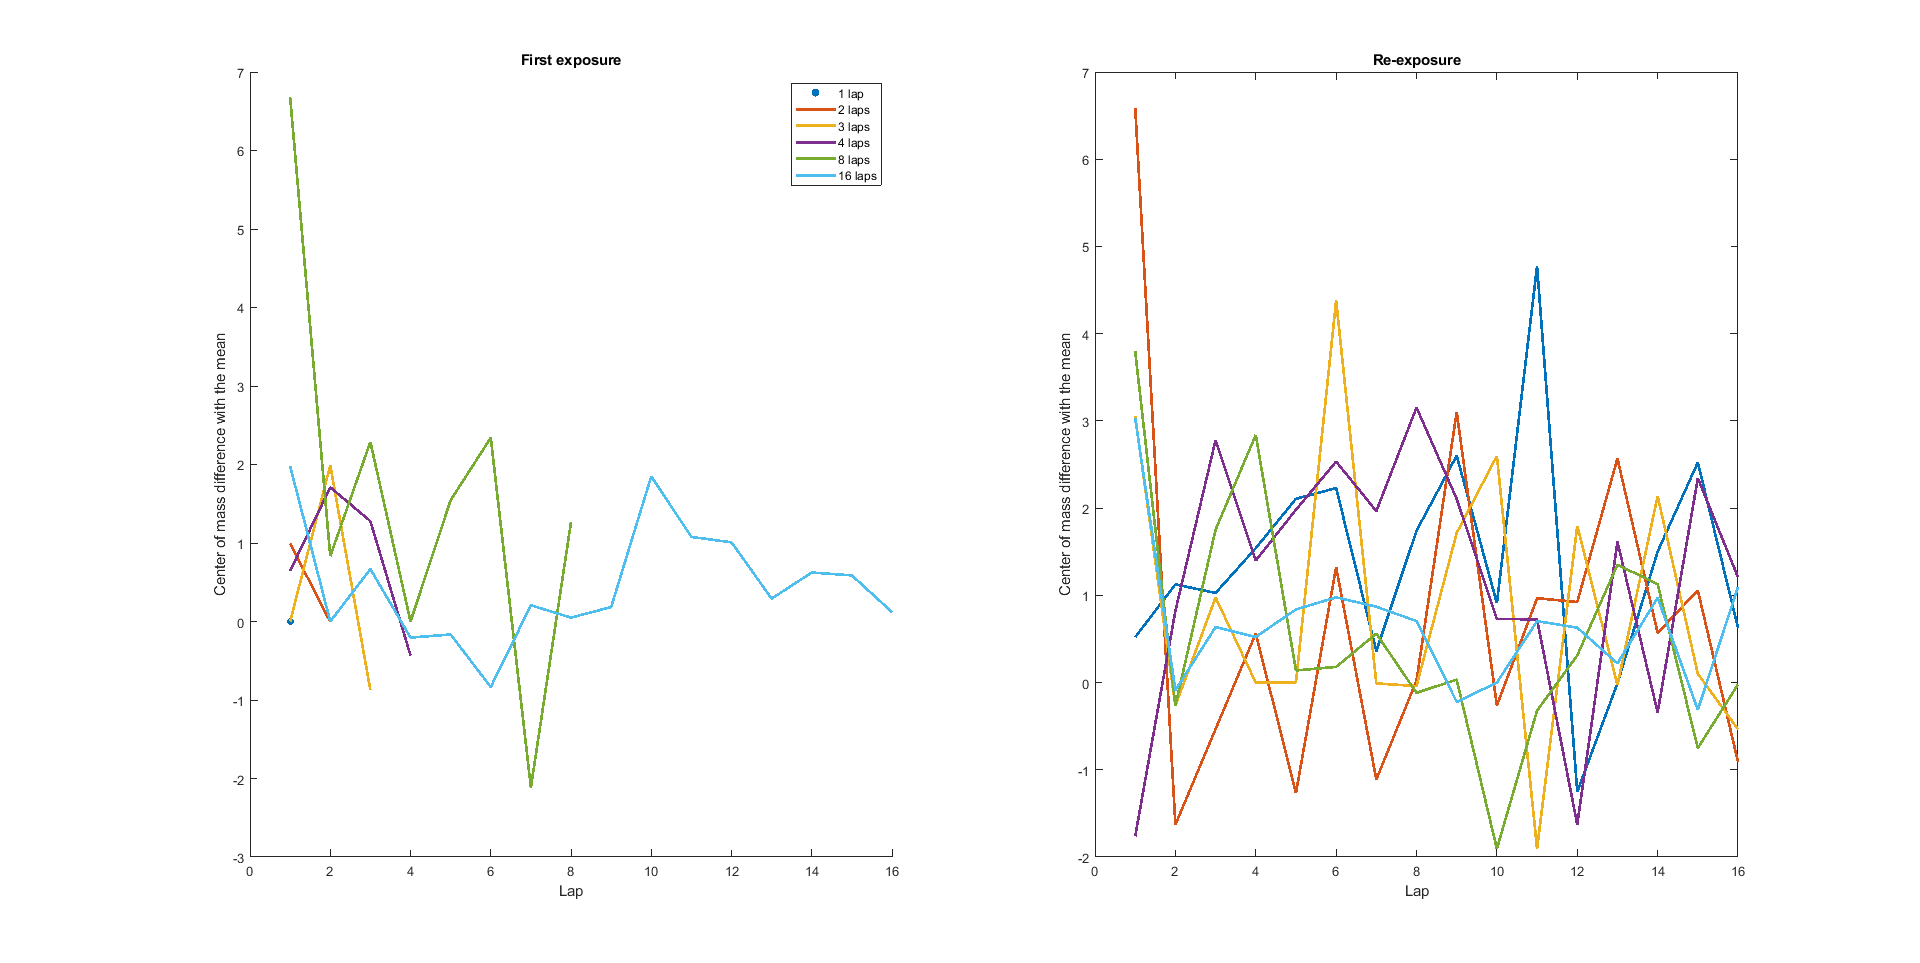 First exposure
Center of mass difference with the mean
7
6
5
4
3
2
1
0
-1
-2
-3
0 2 4 6 8 10 12 14 16
Lap
1 lap
2 laps
3 laps
4 laps
8 laps
16 laps
Re-exposure
Center of mass difference with the mean
7
6
5
4
3
2
1
0
-1
-2
0 2 4 6 8 10 12 14 16
Lap